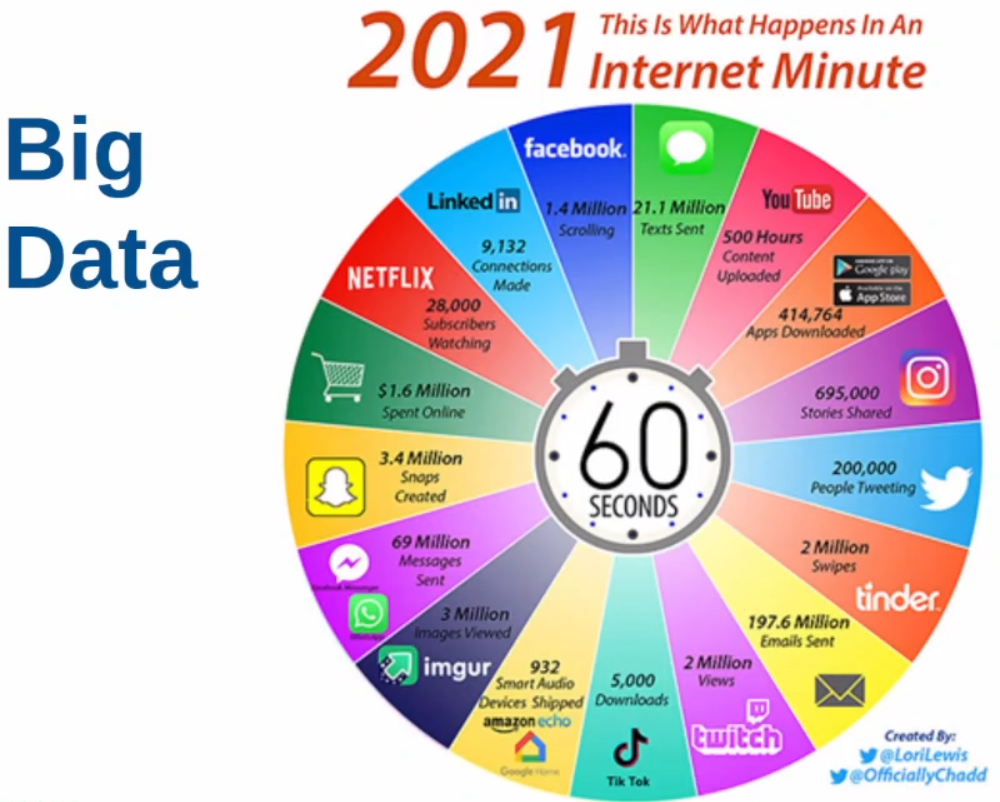 Big
Data
2021
This Is What Happens In An
Internet Minute
facebook.
1.4 Million
Scrolling
21.1 Million
Texts Sent
YouTube
500 Hours
Content
Uploaded
Google play
App Store
414,764
Apps Downloaded
695,000
Stories Shared
200,000
People Tweeting
2 Million
Swipes
tinder.
197.6 Million
Emails Sent
2 Million
Views
twitch
5,000
Downloads
Tik Tok
932
Smart Audio
Devices Shipped
amazon echo
Google Home
3 Million
Images Viewed
imgur
69 Million
Messages
Sent
3.4 Million
Snaps
Created
$1.6 Million
Spent Online
NETFLIX
28,000
Subscribers
Watching
LinkedIn
9,132
Connections
Made
60
SECONDS
Created By:
@LoriLewis
@OfficiallyChadd